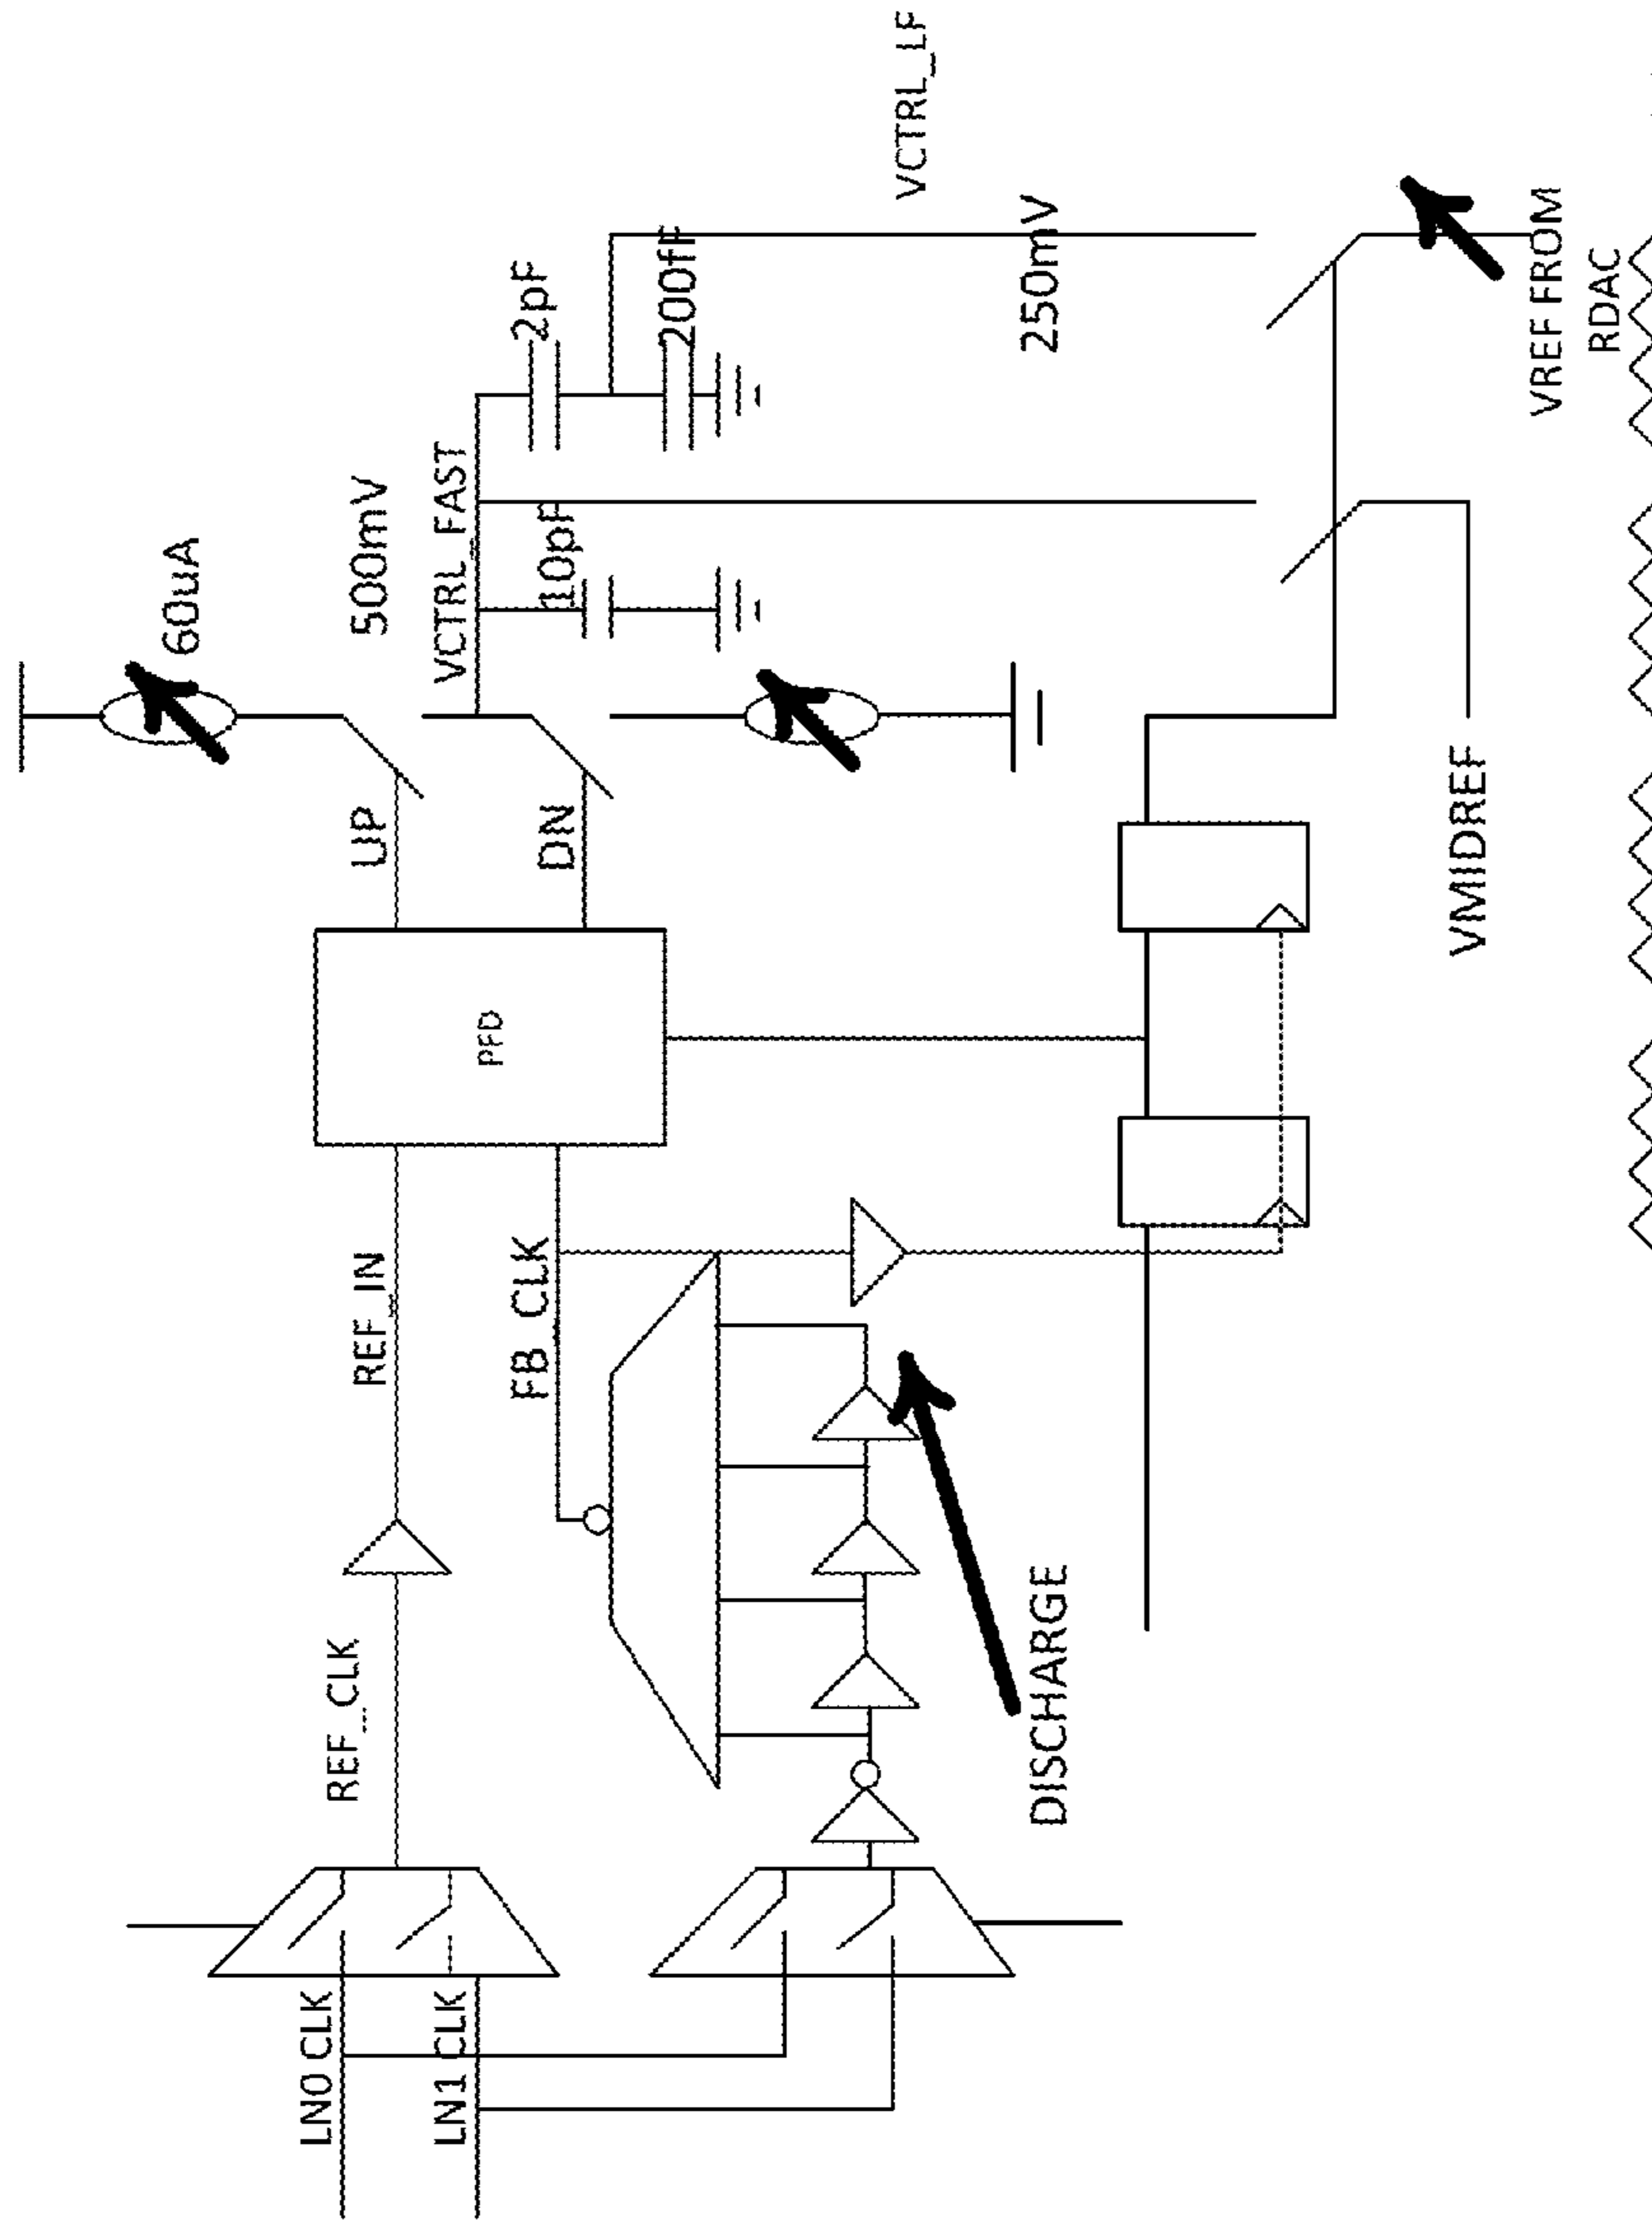 LN0 CLK
LN1 CLK
REF_CLK
REF_IN
FB_CLK
DISCHARGE
PFD
UP
DN
60uA
500mV
VCTRL_FAST
10pF
2pF
200fF
VCTRL_LF
250mV
VMIDREF
VREF FROM
RDAC